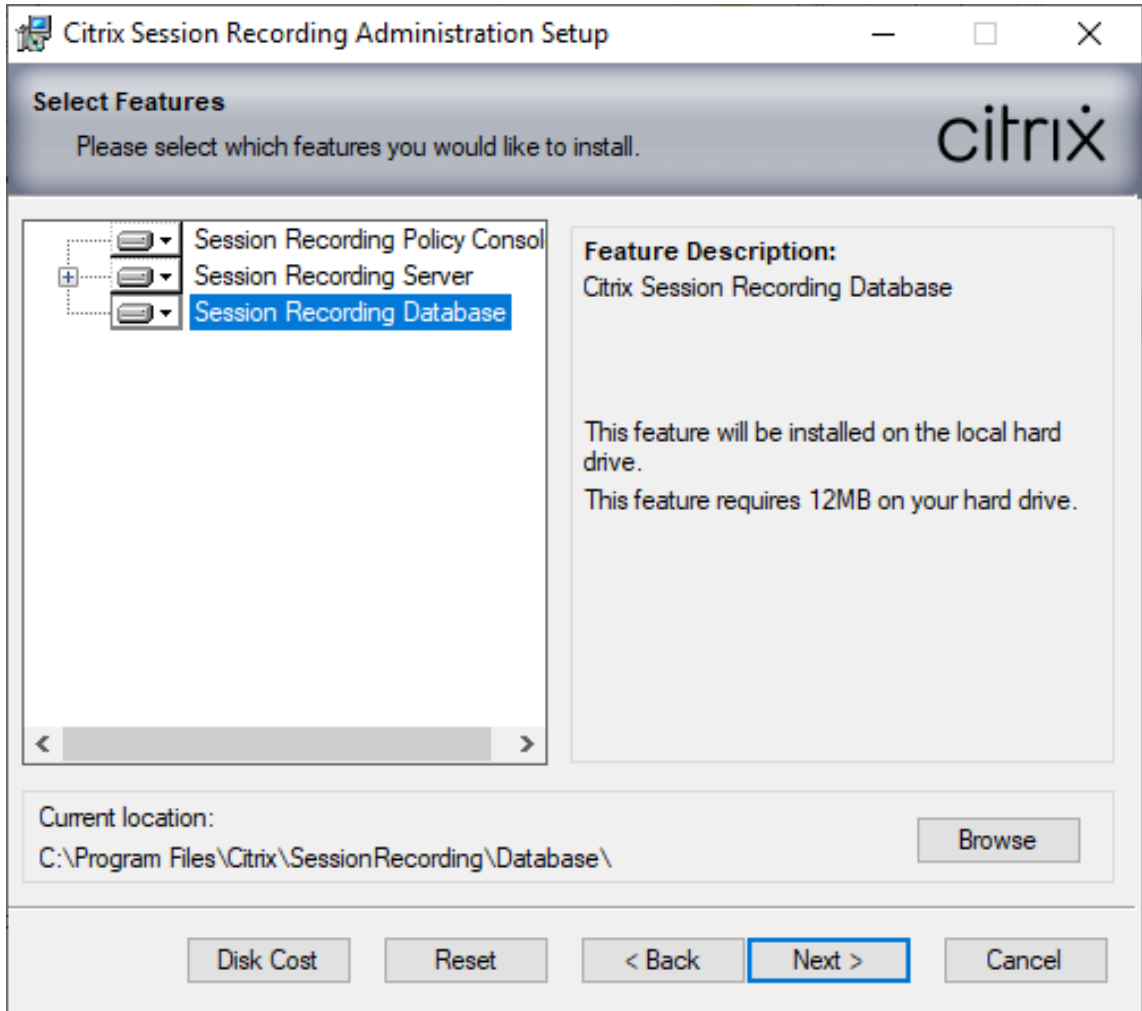 Citrix Session Recording Administration Setup
Select Features
Please select which features you would like to install.
citrix
Session Recording Policy Consol
Session Recording Server
Session Recording Database
Feature Description:
Citrix Session Recording Database
This feature will be installed on the local hard
drive.
This feature requires 12MB on your hard drive.
Current location:
C:\Program Files\Citrix\SessionRecording\Database\
Browse
Disk Cost
Reset
< Back
Next >
Cancel